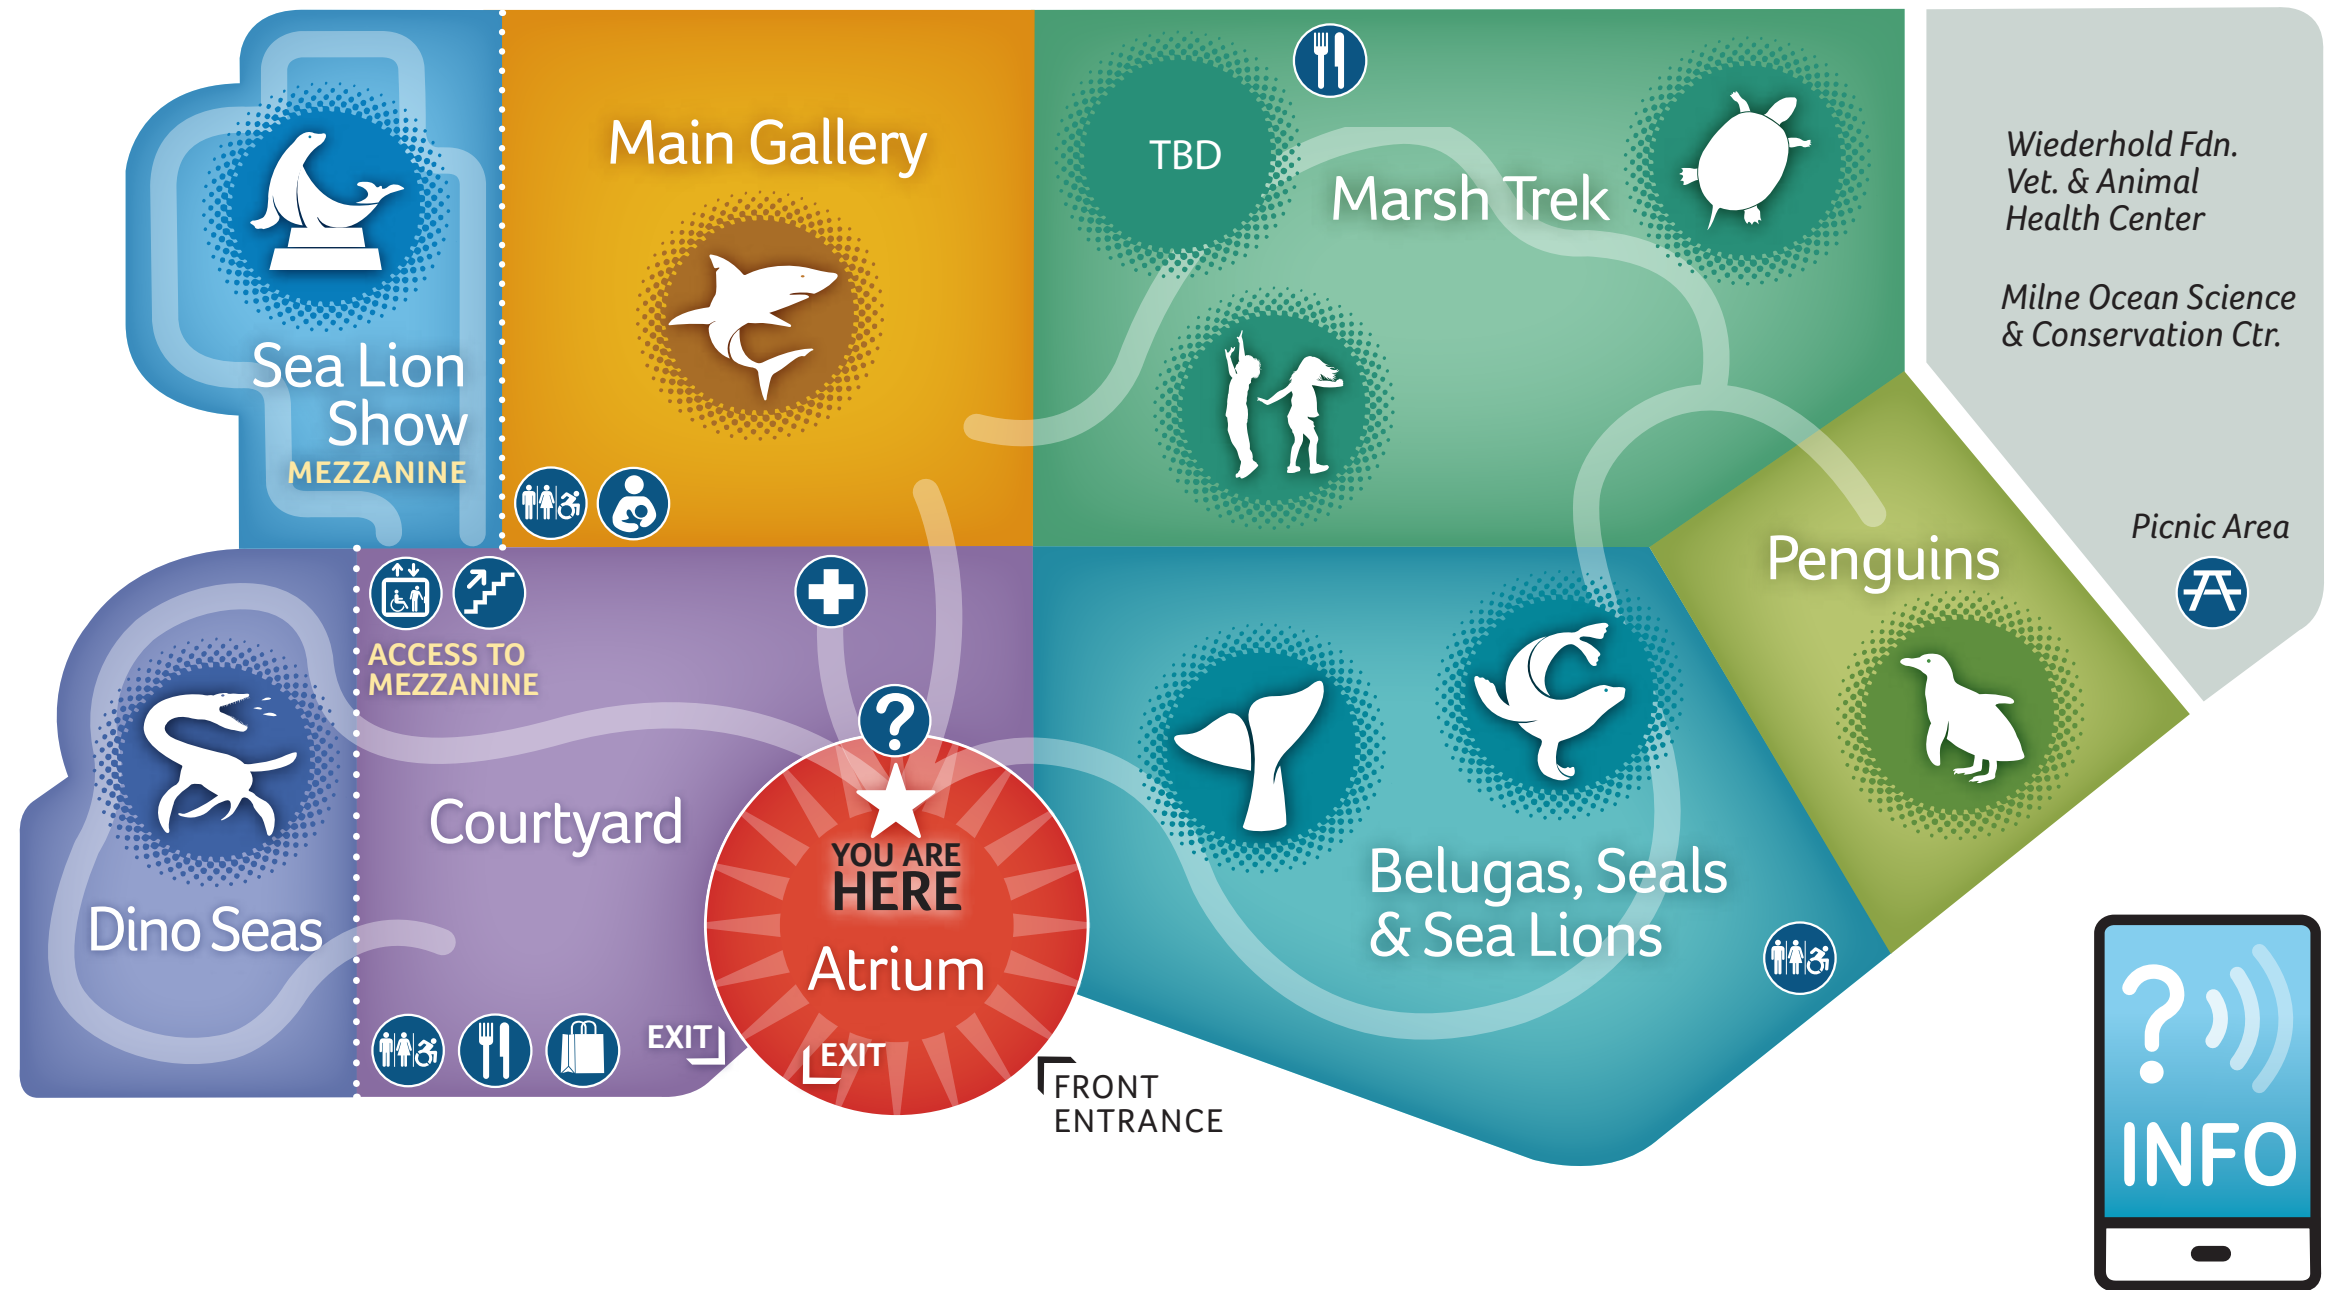 Main Gallery
TBD
Marsh Trek
Wiederhold Fdn.
Vet. & Animal
Health Center
Milne Ocean Science
& Conservation Ctr.
Sea Lion
Show
MEZZANINE
Picnic Area
Penguins
ACCESS TO
MEZZANINE
?
Courtyard
YOU ARE
HERE
Atrium
Belugas, Seals
& Sea Lions
Dino Seas
EXIT
EXIT
FRONT
ENTRANCE
?
INFO